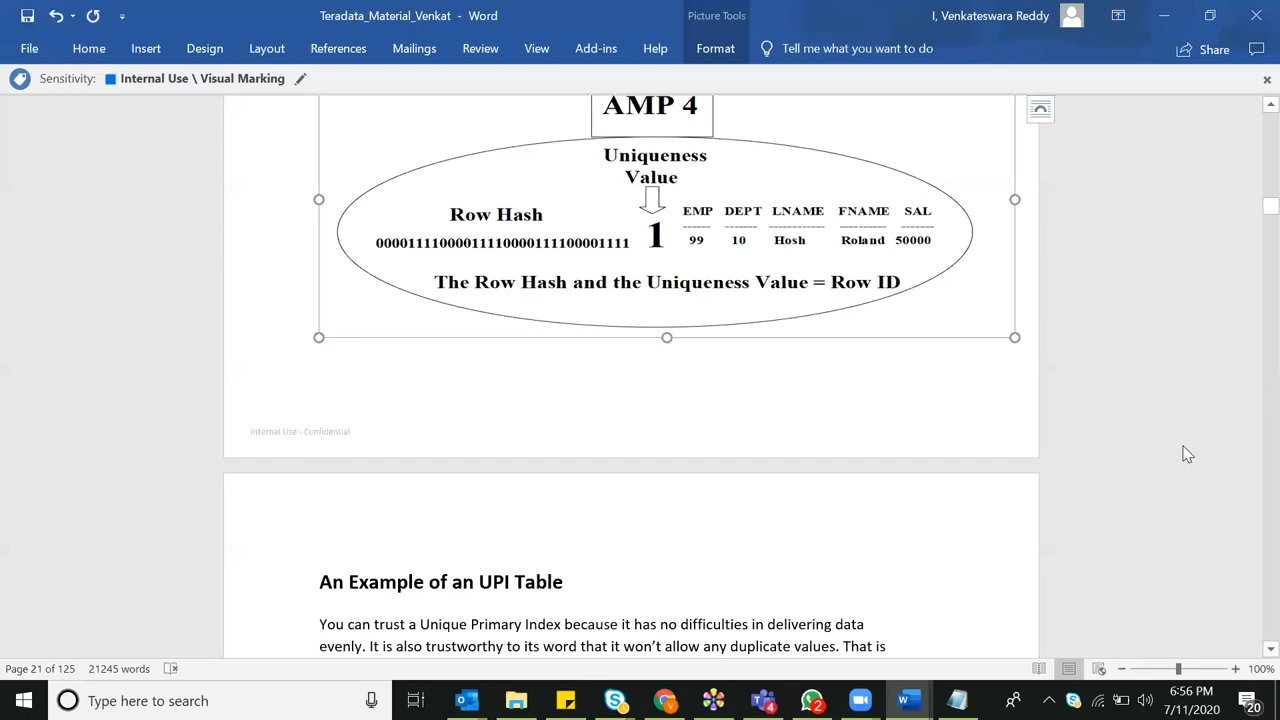 Teradata_Material_Venkat - Word
Picture Tools
I, Venkateswara Reddy
File Home Insert Design Layout References Mailings Review View Add-ins Help Format Tell me what you want to do Share
Sensitivity: Internal Use \ Visual Marking
AMP 4
Uniqueness
Value
Row Hash
EMP DEPT LNAME FNAME SAL
------ ------- ------------ ---------- -------
00001111000011110000111100001111 1 99 10 Hosh Roland 50000
The Row Hash and the Uniqueness Value = Row ID
Internal Use - Confidential
An Example of an UPI Table
You can trust a Unique Primary Index because it has no difficulties in delivering data
evenly. It is also trustworthy to its word that it won’t allow any duplicate values. That is
Page 21 of 125 21245 words 100%
Type here to search
4
2
6:56 PM
7/11/2020
20